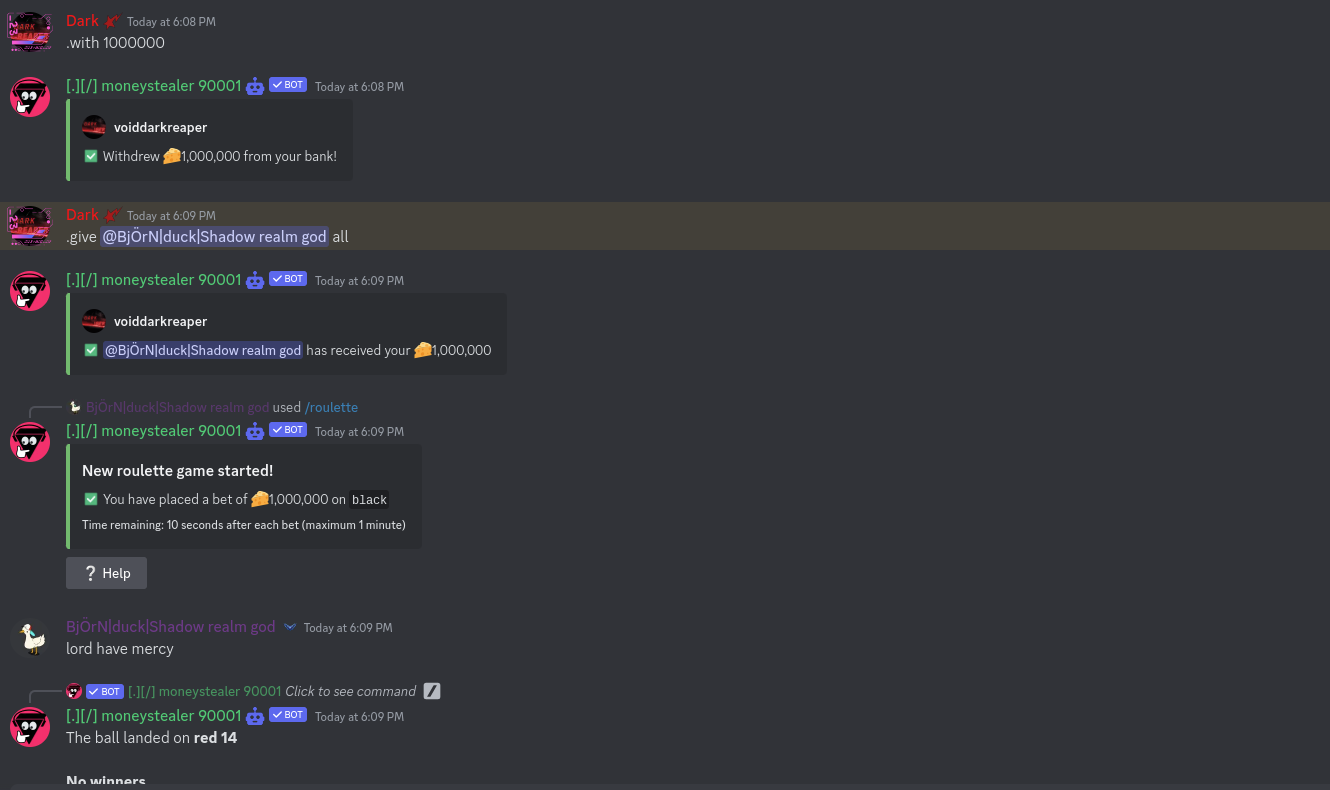 Dark Today at 6:08 PM
.with 1000000
[.][/] moneystealer 90001 BOT Today at 6:08 PM
voiddarkreaper
Withdrew 1,000,000 from your bank!
Dark Today at 6:09 PM
.give @BjÖrN|duck|Shadow realm god all
[.][/] moneystealer 90001 BOT Today at 6:09 PM
voiddarkreaper
@BjÖrN|duck|Shadow realm god has received your 1,000,000
BjÖrN|duck|Shadow realm god used /roulette
[.][/] moneystealer 90001 BOT Today at 6:09 PM
New roulette game started!
You have placed a bet of 1,000,000 on black
Time remaining: 10 seconds after each bet (maximum 1 minute)
? Help
BjÖrN|duck|Shadow realm god Today at 6:09 PM
lord have mercy
BOT [.][/] moneystealer 90001 Click to see command
[.][/] moneystealer 90001 BOT Today at 6:09 PM
The ball landed on red 14
No winners